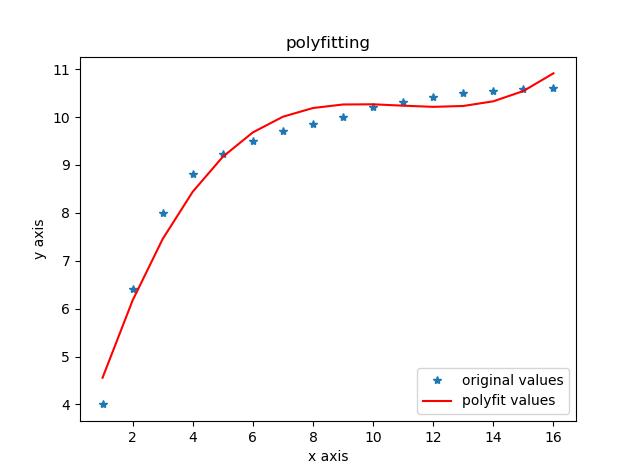 polyfitting
11
10
9
8
7
6
5
4
y axis
2 4 6 8 10 12 14 16
x axis
original values
polyfit values